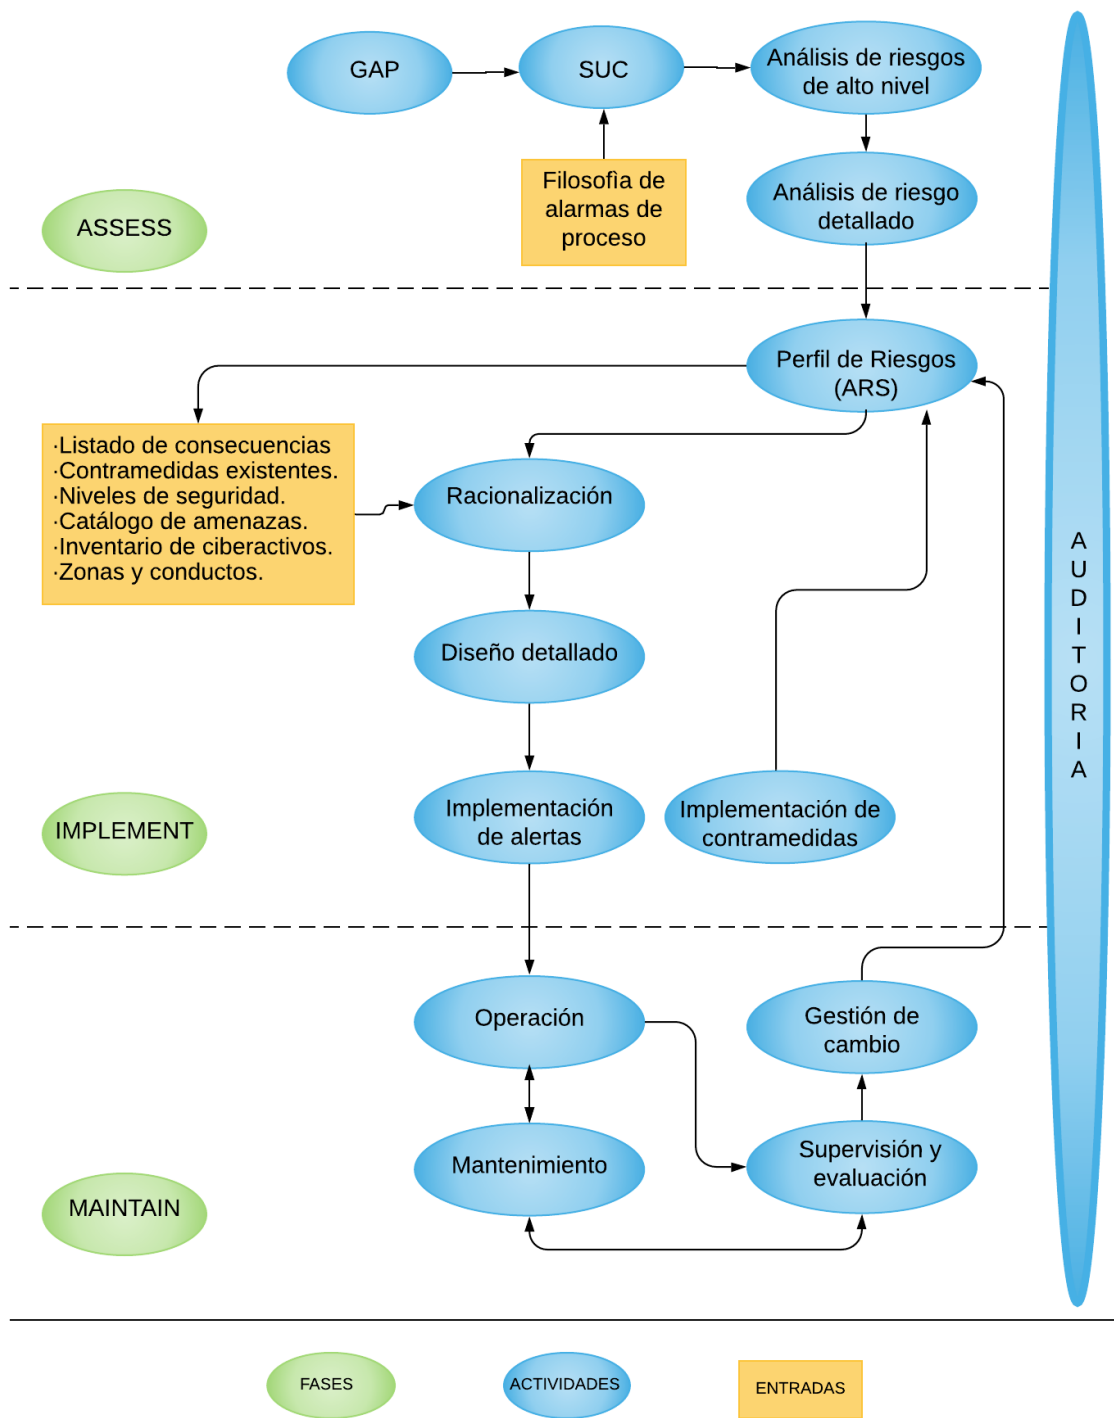 GAP
SUC
Análisis de riesgos
de alto nivel
Filosofìa de
alarmas de
proceso
Análisis de riesgo
detallado
ASSESS
Perfil de Riesgos
(ARS)
·Listado de consecuencias
·Contramedidas existentes.
·Niveles de seguridad.
·Catálogo de amenazas.
·Inventario de ciberactivos.
·Zonas y conductos.
Racionalización
Diseño detallado
Implementación
de alertas
Implementación de
contramedidas
IMPLEMENT
A
U
D
I
T
O
R
I
A
Operación
Gestión de
cambio
Mantenimiento
Supervisión y
evaluación
MAINTAIN
FASES
ACTIVIDADES
ENTRADAS